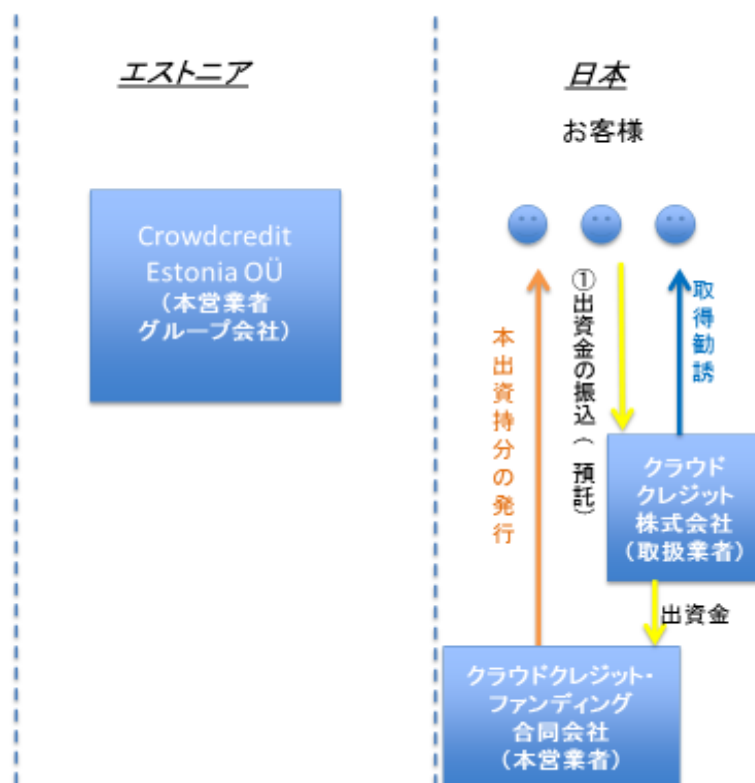 エストニア
日本
お客様
Crowdcredit
Estonia OÜ
(本営業者
グループ会社)
本出資持分の発行
①出資金の振込(預託)
取得勧誘
クラウド
クレジット
株式会社
(取扱業者)
出資金
クラウドクレジット・
ファンディング
合同会社
(本営業者)